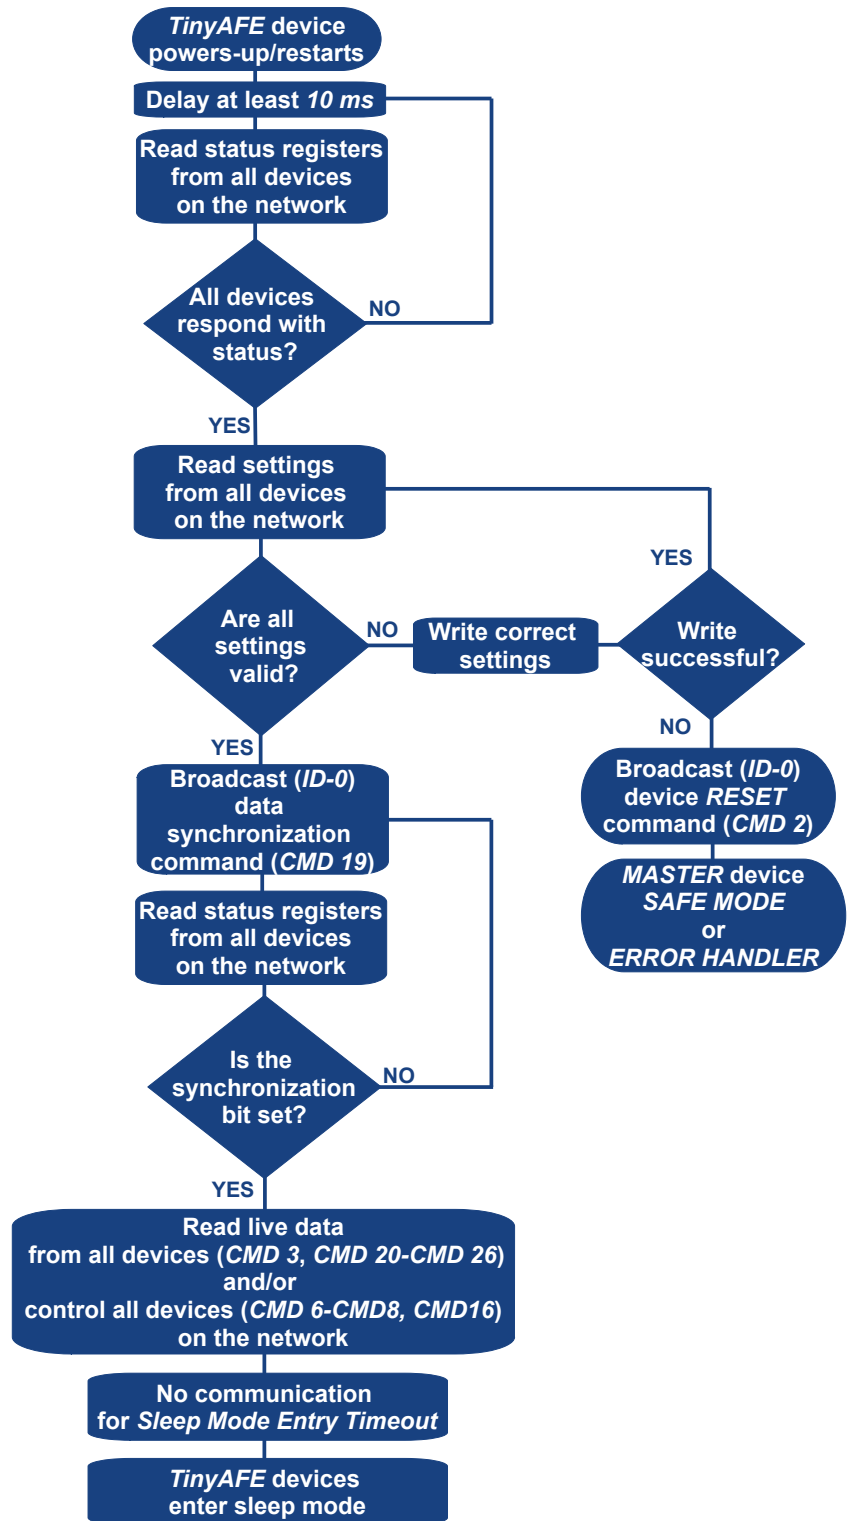 TinyAFE device
powers-up/restarts
Delay at least 10 ms
Read status registers
from all devices
on the network
All devices
respond with
status?
NO
YES
Read settings
from all devices
on the network
YES
Are all
settings
valid?
NO
Write correct
settings
Write
successful?
NO
YES
Broadcast (ID-0)
data
synchronization
command (CMD 19)
Broadcast (ID-0)
device RESET
command (CMD 2)
MASTER device
SAFE MODE
or
ERROR HANDLER
Read status registers
from all devices
on the network
Is the
synchronization
bit set?
NO
YES
Read live data
from all devices (CMD 3, CMD 20-CMD 26)
and/or
control all devices (CMD 6-CMD8, CMD16)
on the network
No communication
for Sleep Mode Entry Timeout
TinyAFE devices
enter sleep mode